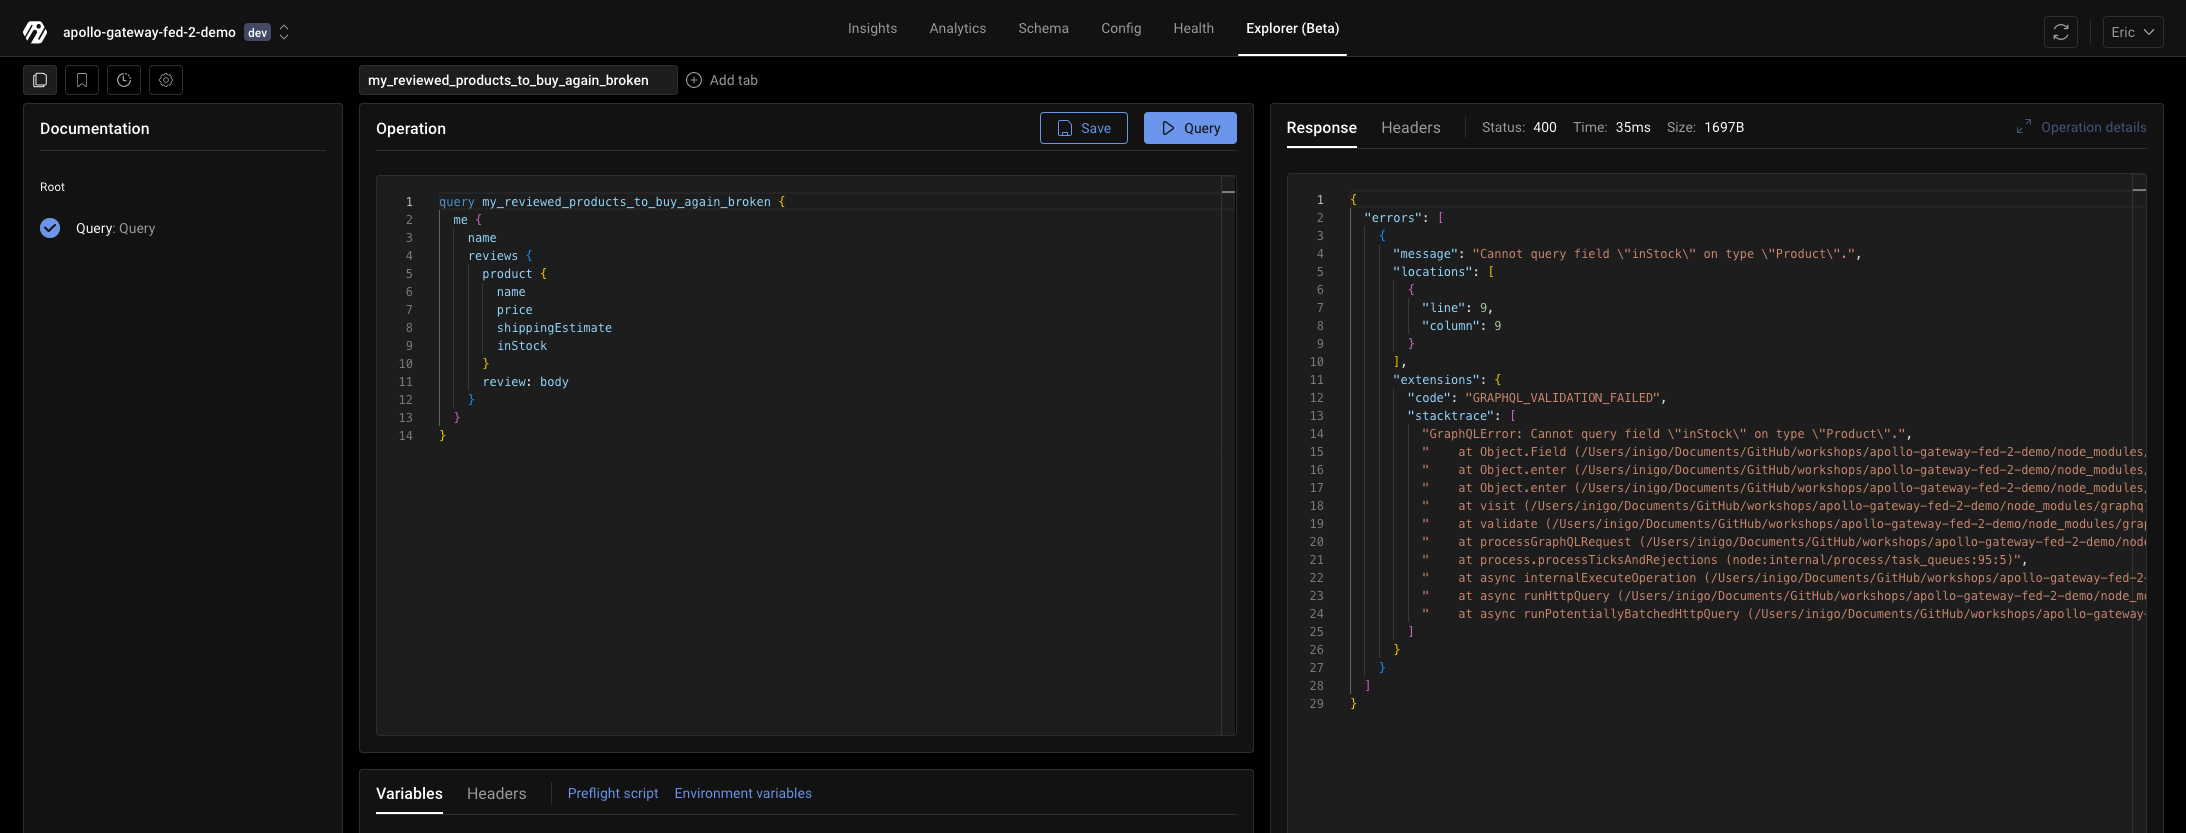 apollo-gateway-fed-2-demo dev
Insights Analytics Schema Config Health Explorer (Beta)
Eric
my_reviewed_products_to_buy_again_broken
Add tab
Documentation
Root
Query: Query
Operation
Save
Query
1 query my_reviewed_products_to_buy_again_broken {
2 me {
3 name
4 reviews {
5 product {
6 name
7 price
8 shippingEstimate
9 inStock
10 }
11 review: body
12 }
13 }
14 }
Variables Headers Preflight script Environment variables
Response Headers Status: 400 Time: 35ms Size: 1697B
Operation details
1 {
2 "errors": [
3 {
4 "message": "Cannot query field \"inStock\" on type \"Product\".",
5 "locations": [
6 {
7 "line": 9,
8 "column": 9
9 }
10 ],
11 "extensions": {
12 "code": "GRAPHQL_VALIDATION_FAILED",
13 "stacktrace": [
14 "GraphQLError: Cannot query field \"inStock\" on type \"Product\".",
15 "    at Object.Field (/Users/inigo/Documents/GitHub/workshops/apollo-gateway-fed-2-demo/node_modules/
16 "    at Object.enter (/Users/inigo/Documents/GitHub/workshops/apollo-gateway-fed-2-demo/node_modules/
17 "    at Object.enter (/Users/inigo/Documents/GitHub/workshops/apollo-gateway-fed-2-demo/node_modules/
18 "    at visit (/Users/inigo/Documents/GitHub/workshops/apollo-gateway-fed-2-demo/node_modules/graphq
19 "    at validate (/Users/inigo/Documents/GitHub/workshops/apollo-gateway-fed-2-demo/node_modules/grap
20 "    at processGraphQLRequest (/Users/inigo/Documents/GitHub/workshops/apollo-gateway-fed-2-demo/node
21 "    at process.processTicksAndRejections (node:internal/process/task_queues:95:5)",
22 "    at async internalExecuteOperation (/Users/inigo/Documents/GitHub/workshops/apollo-gateway-fed-2-
23 "    at async runHttpQuery (/Users/inigo/Documents/GitHub/workshops/apollo-gateway-fed-2-demo/node_mo
24 "    at async runPotentiallyBatchedHttpQuery (/Users/inigo/Documents/GitHub/workshops/apollo-gateway-
25 ]
26 }
27 }
28 ]
29 }